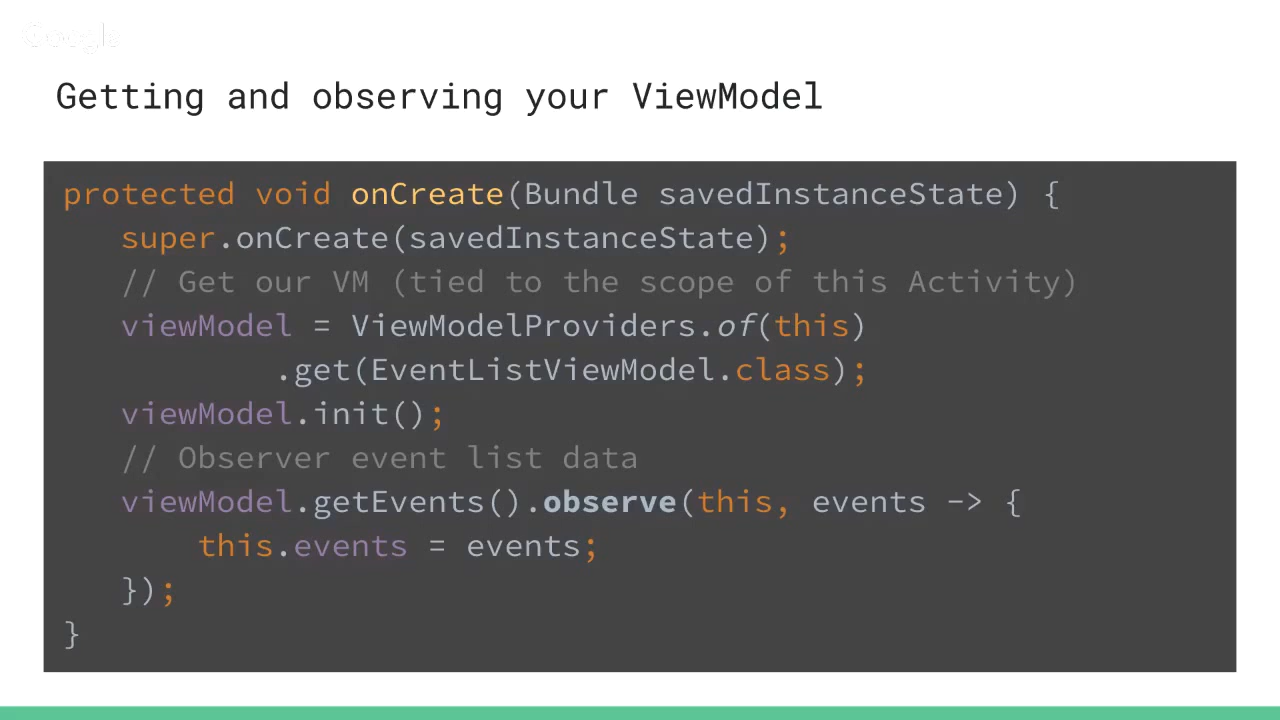 Google
Getting and observing your ViewModel
protected void onCreate(Bundle savedInstanceState) {
super.onCreate(savedInstanceState);
// Get our VM (tied to the scope of this Activity)
viewModel = ViewModelProviders.of(this)
.get(EventListViewModel.class);
viewModel.init();
// Observer event list data
viewModel.getEvents().observe(this, events -> {
this.events = events;
});
}